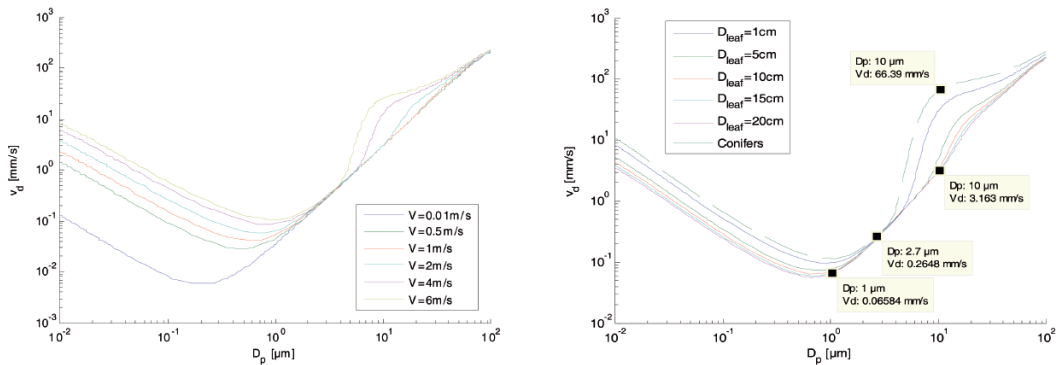 10³
10²
10¹
10⁰
10⁻¹
10⁻²
10⁻³
v_d [mm/s]
10⁻²
10⁻¹
10⁰
10¹
10²
D_p [μm]
V=0.01m/s
V=0.5m/s
V=1m/s
V=2m/s
V=4m/s
V=6m/s
10³
10²
10¹
10⁰
10⁻¹
10⁻²
v_d [mm/s]
10⁻²
10⁻¹
10⁰
10¹
10²
D_p [μm]
D_leaf=1cm
D_leaf=5cm
D_leaf=10cm
D_leaf=15cm
D_leaf=20cm
Conifers
Dp: 10 μm
Vd: 66.39 mm/s
Dp: 10 μm
Vd: 3.163 mm/s
Dp: 2.7 μm
Vd: 0.2648 mm/s
Dp: 1 μm
Vd: 0.06584 mm/s